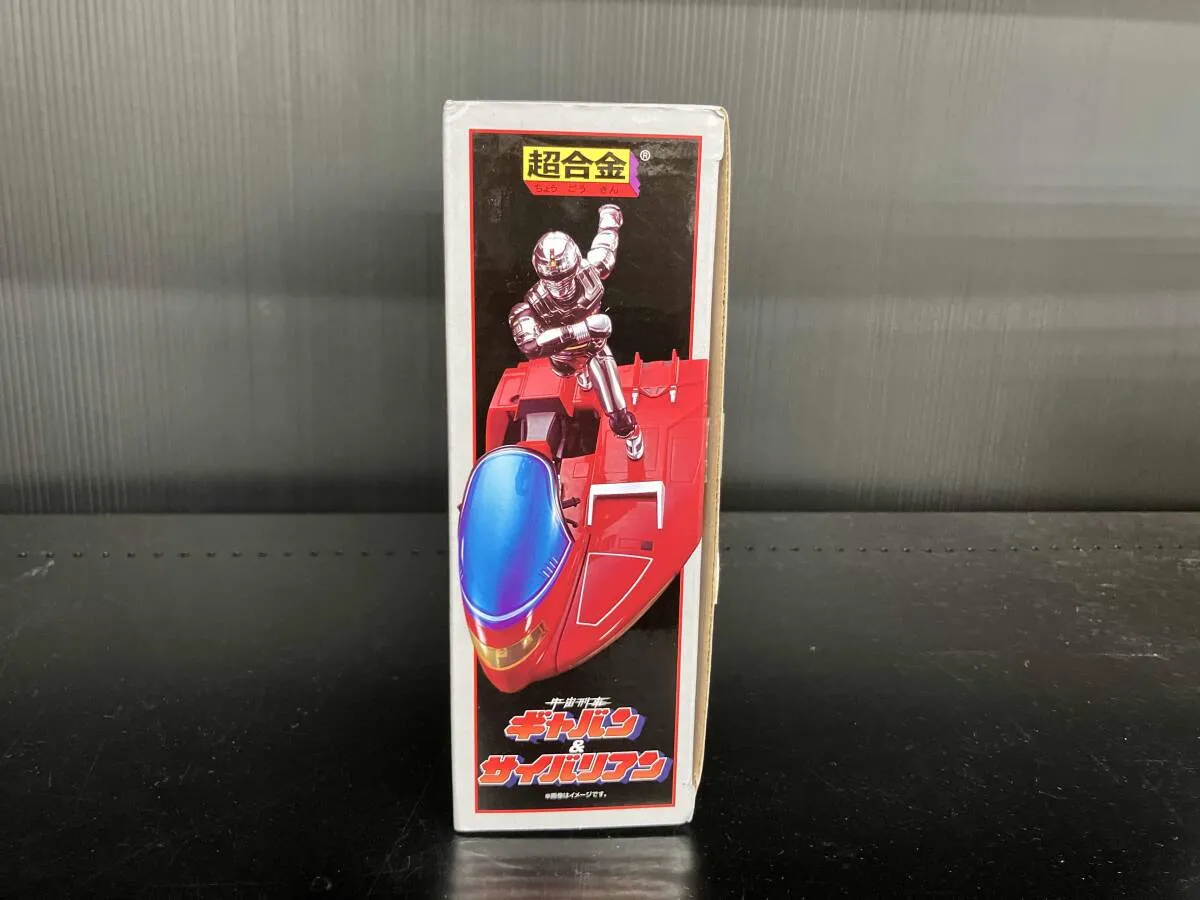 超合金®
ちょう ごう きん
宇宙刑事
ギャバン
&
サイバリアン
※画像はイメージです。